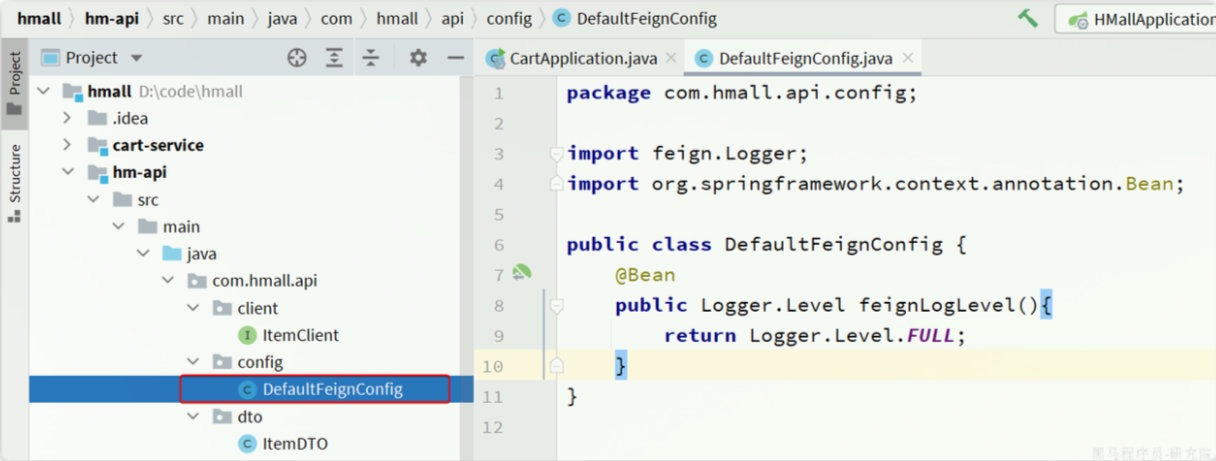 hmall hm-api src main java com hmall api config DefaultFeignConfig HMallApplication
Project
Structure
Project
hmall D:\code\hmall
.idea
cart-service
hm-api
src
main
java
com.hmall.api
client
ItemClient
config
DefaultFeignConfig
dto
ItemDTO
CartApplication.java DefaultFeignConfig.java
1 package com.hmall.api.config;
2
3 import feign.Logger;
4 import org.springframework.context.annotation.Bean;
5
6 public class DefaultFeignConfig {
7 @Bean
8 public Logger.Level feignLogLevel(){
9 return Logger.Level.FULL;
10 }
11 }
12
黑马程序员-研究院